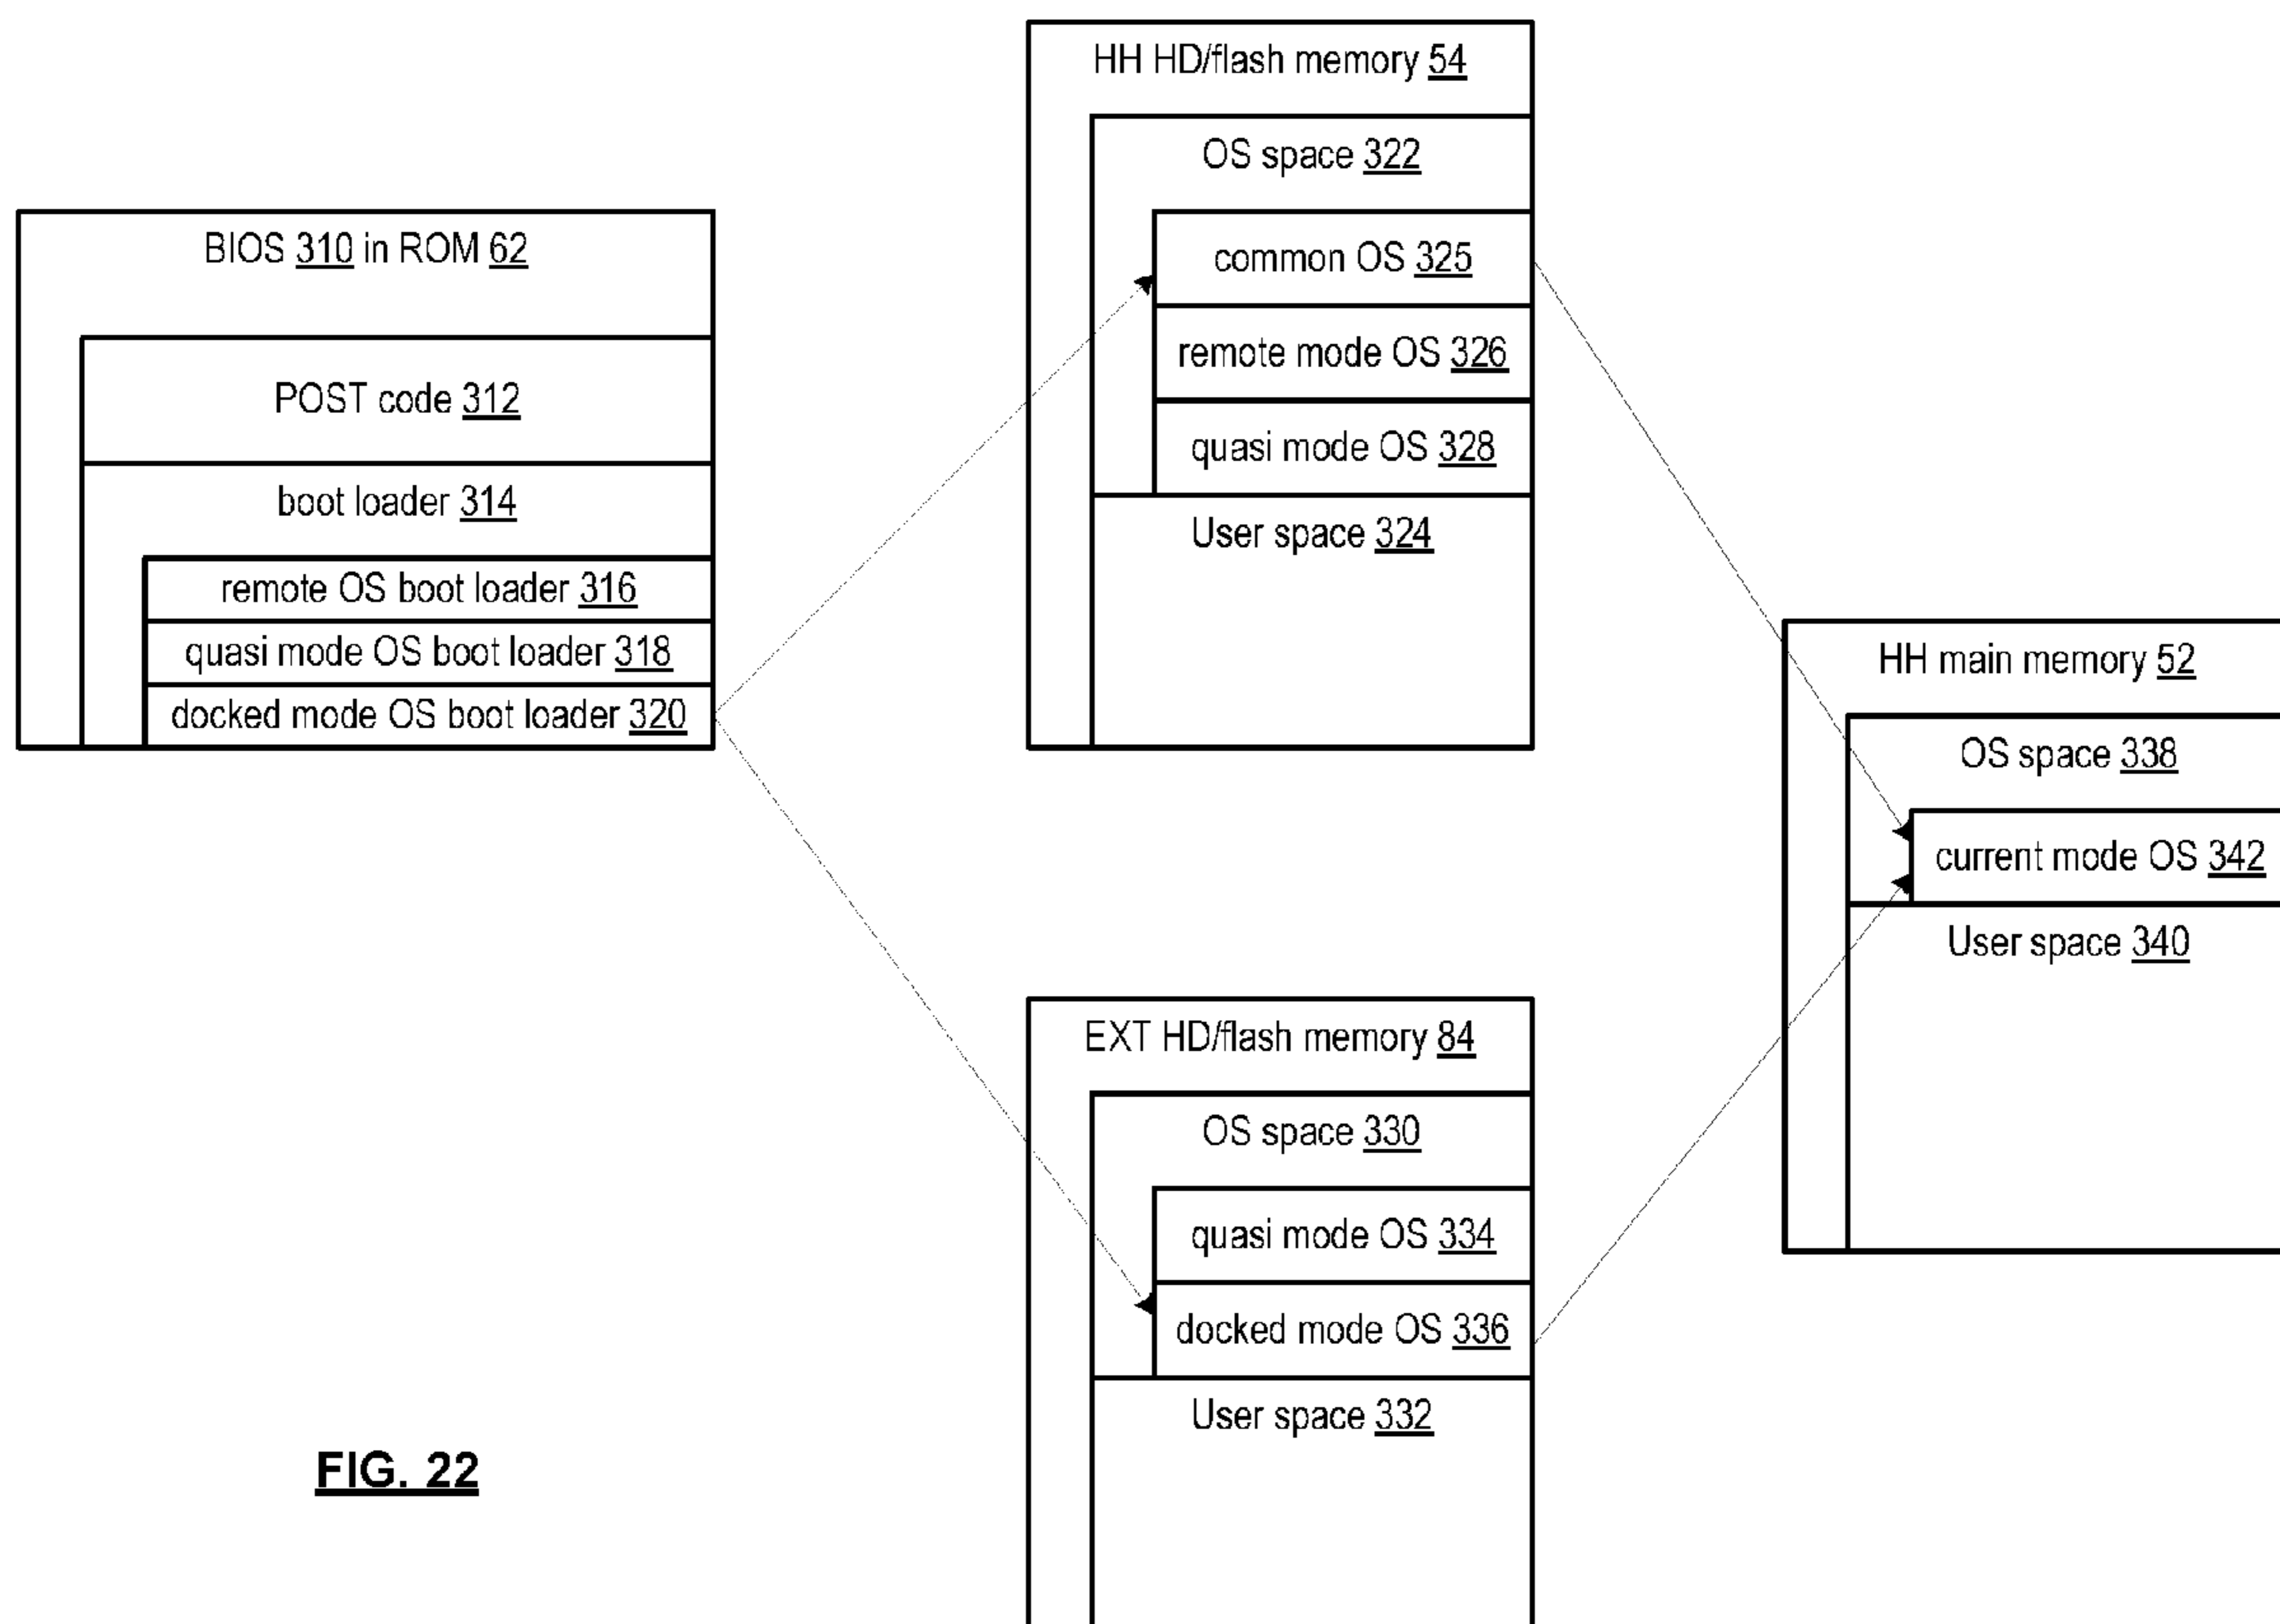 BIOS 310 in ROM 62
POST code 312
boot loader 314
remote OS boot loader 316
quasi mode OS boot loader 318
docked mode OS boot loader 320
HH HD/flash memory 54
OS space 322
common OS 325
remote mode OS 326
quasi mode OS 328
User space 324
EXT HD/flash memory 84
OS space 330
quasi mode OS 334
docked mode OS 336
User space 332
HH main memory 52
OS space 338
current mode OS 342
User space 340
FIG. 22